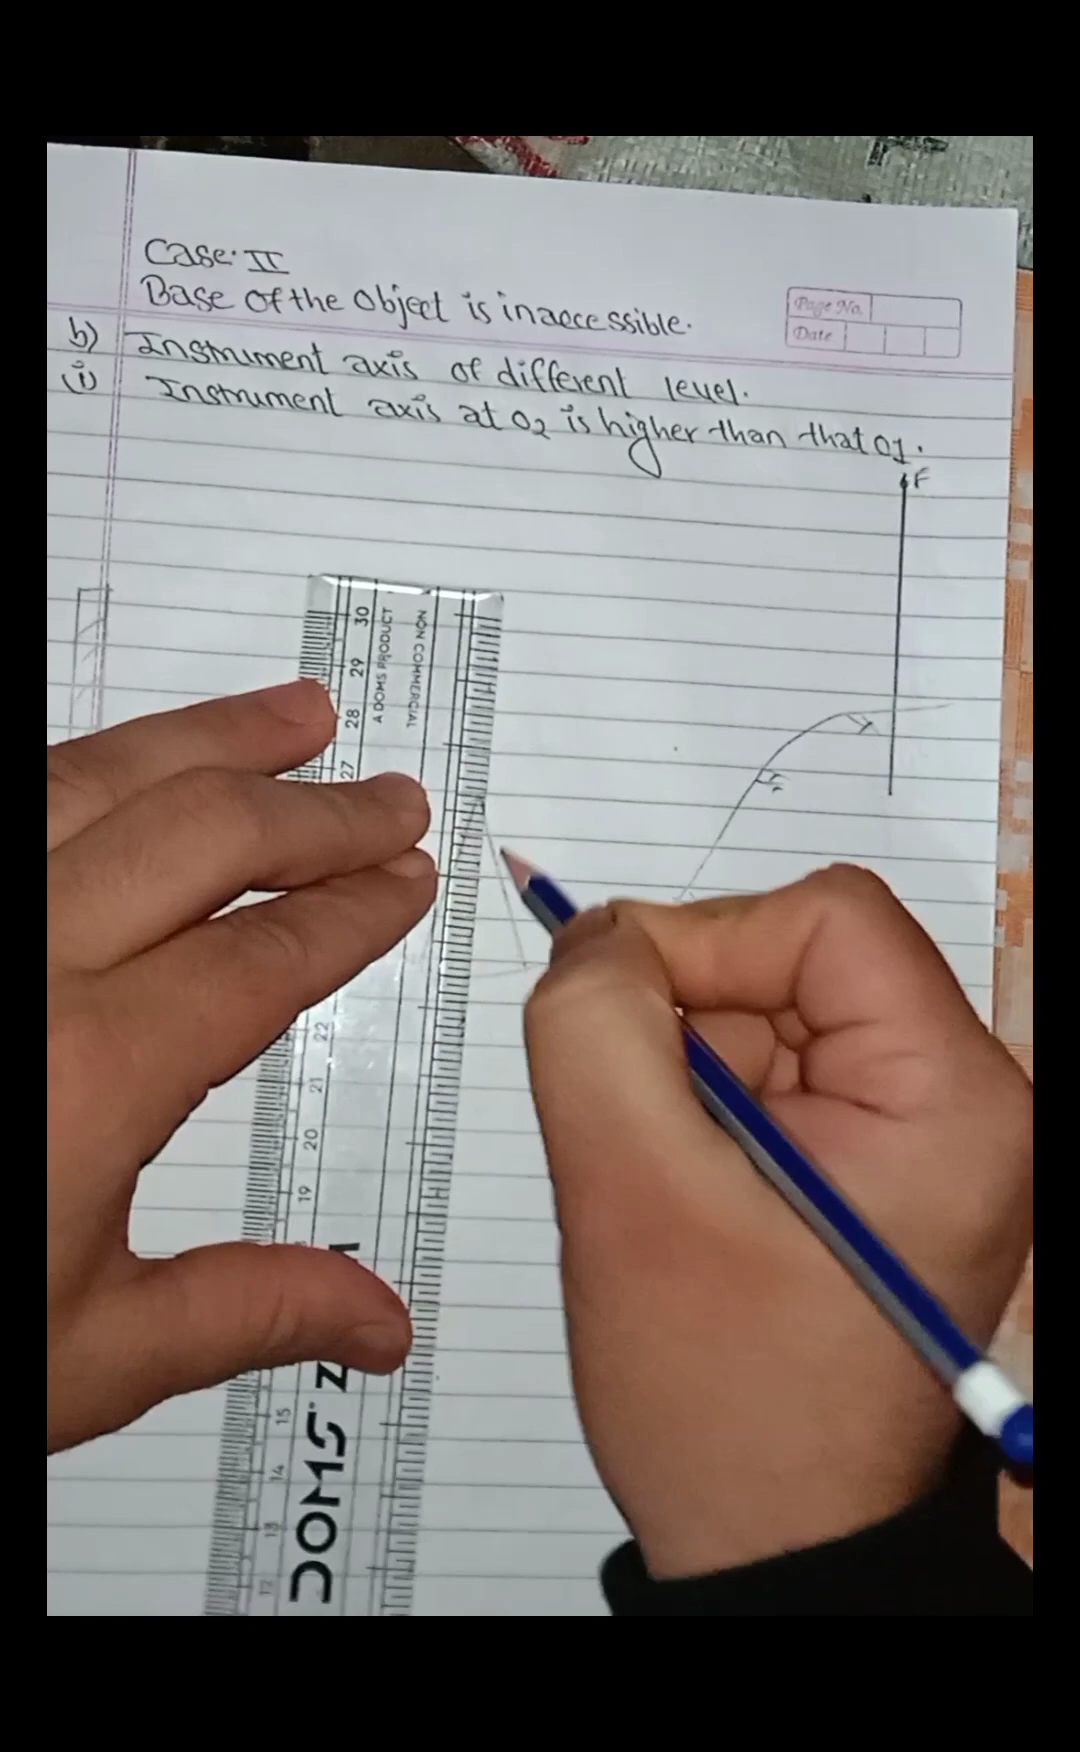 Case. II
Base of the object is inaccessible.
Page No.
Date
b) Instrument axis of different level.
(i) Instrument axis at O2 is higher than that O1.
F
30
29
28
27
22
21
20
19
15
14
13
12
A DOMS PRODUCT
NON COMMERCIAL
DOMS